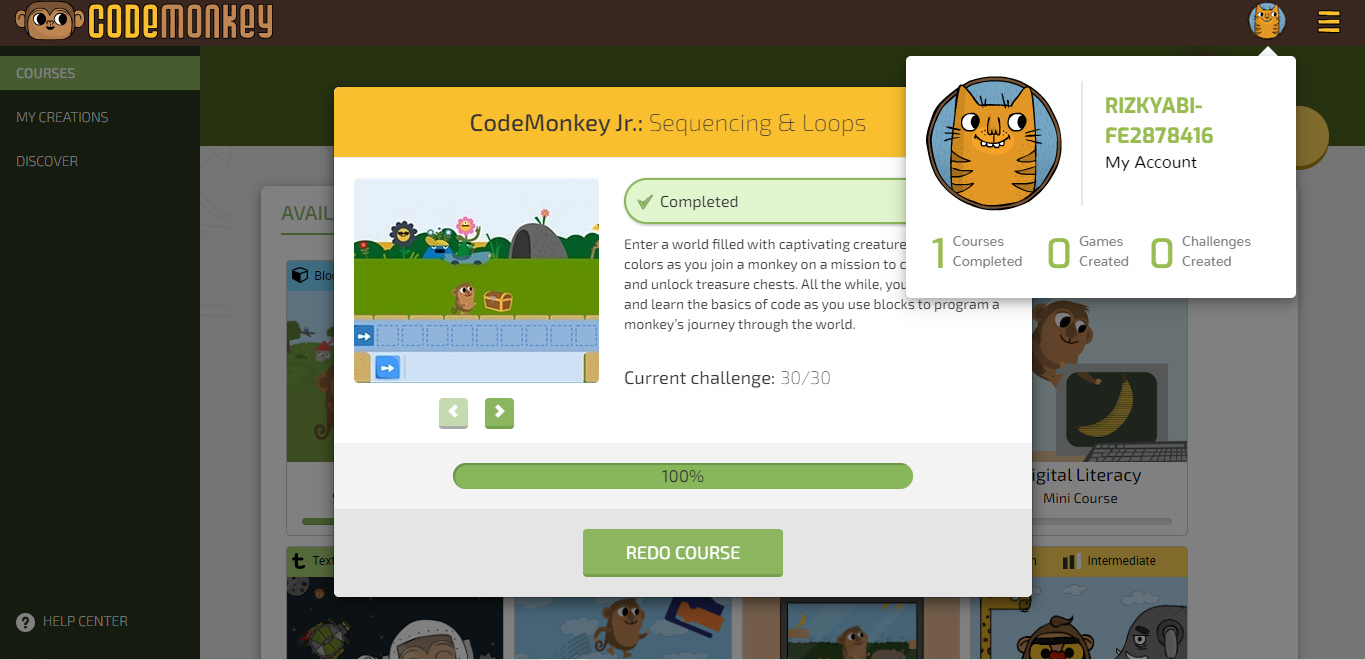 CODEMONKEY
COURSES
MY CREATIONS
DISCOVER
HELP CENTER
CodeMonkey Jr.: Sequencing & Loops
Completed
Enter a world filled with captivating creature
colors as you join a monkey on a mission to c
and unlock treasure chests. All the while, you
and learn the basics of code as you use blocks to program a
monkey's journey through the world.
Current challenge: 30/30
100%
REDO COURSE
RIZKYABI-
FE2878416
My Account
1 Courses Completed
0 Games Created
0 Challenges Created
AVAIL
Blo
igital Literacy
Mini Course
Text
Intermediate